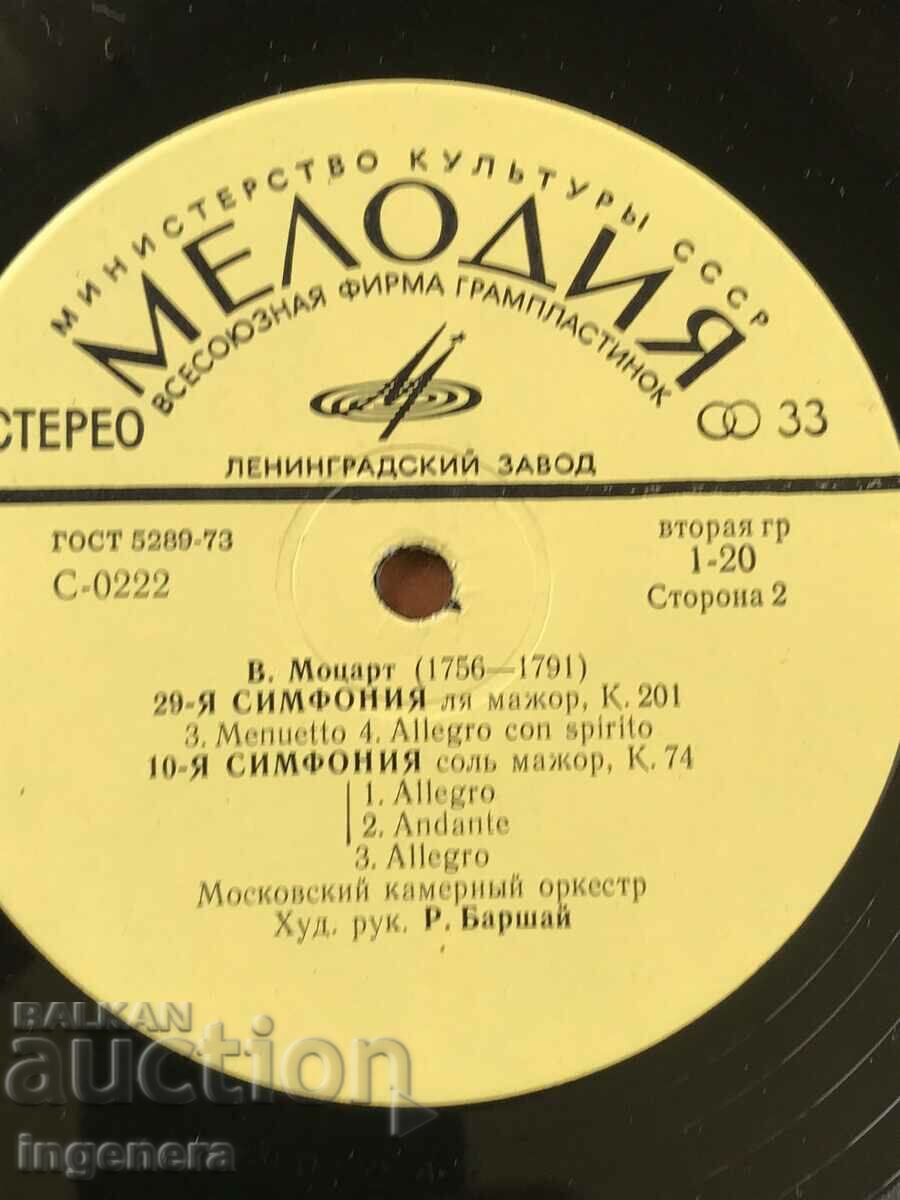 МИНИСТЕРСТВО КУЛЬТУРЫ СССР
МЕЛОДИЯ
ВСЕСОЮЗНАЯ ФИРМА ГРАМПЛАСТИНОК
СТЕРЕО
33
ЛЕНИНГРАДСКИЙ ЗАВОД
ГОСТ 5289-73
вторая гр
С-0222
1-20
Сторона 2
В. Моцарт (1756—1791)
29-Я СИМФОНИЯ ля мажор, К. 201
3. Menuetto 4. Allegro con spirito
10-Я СИМФОНИЯ соль мажор, К. 74
1. Allegro
2. Andante
3. Allegro
Московский камерный оркестр
Худ. рук. Р. Баршай
BALKAN
auction
ingenera